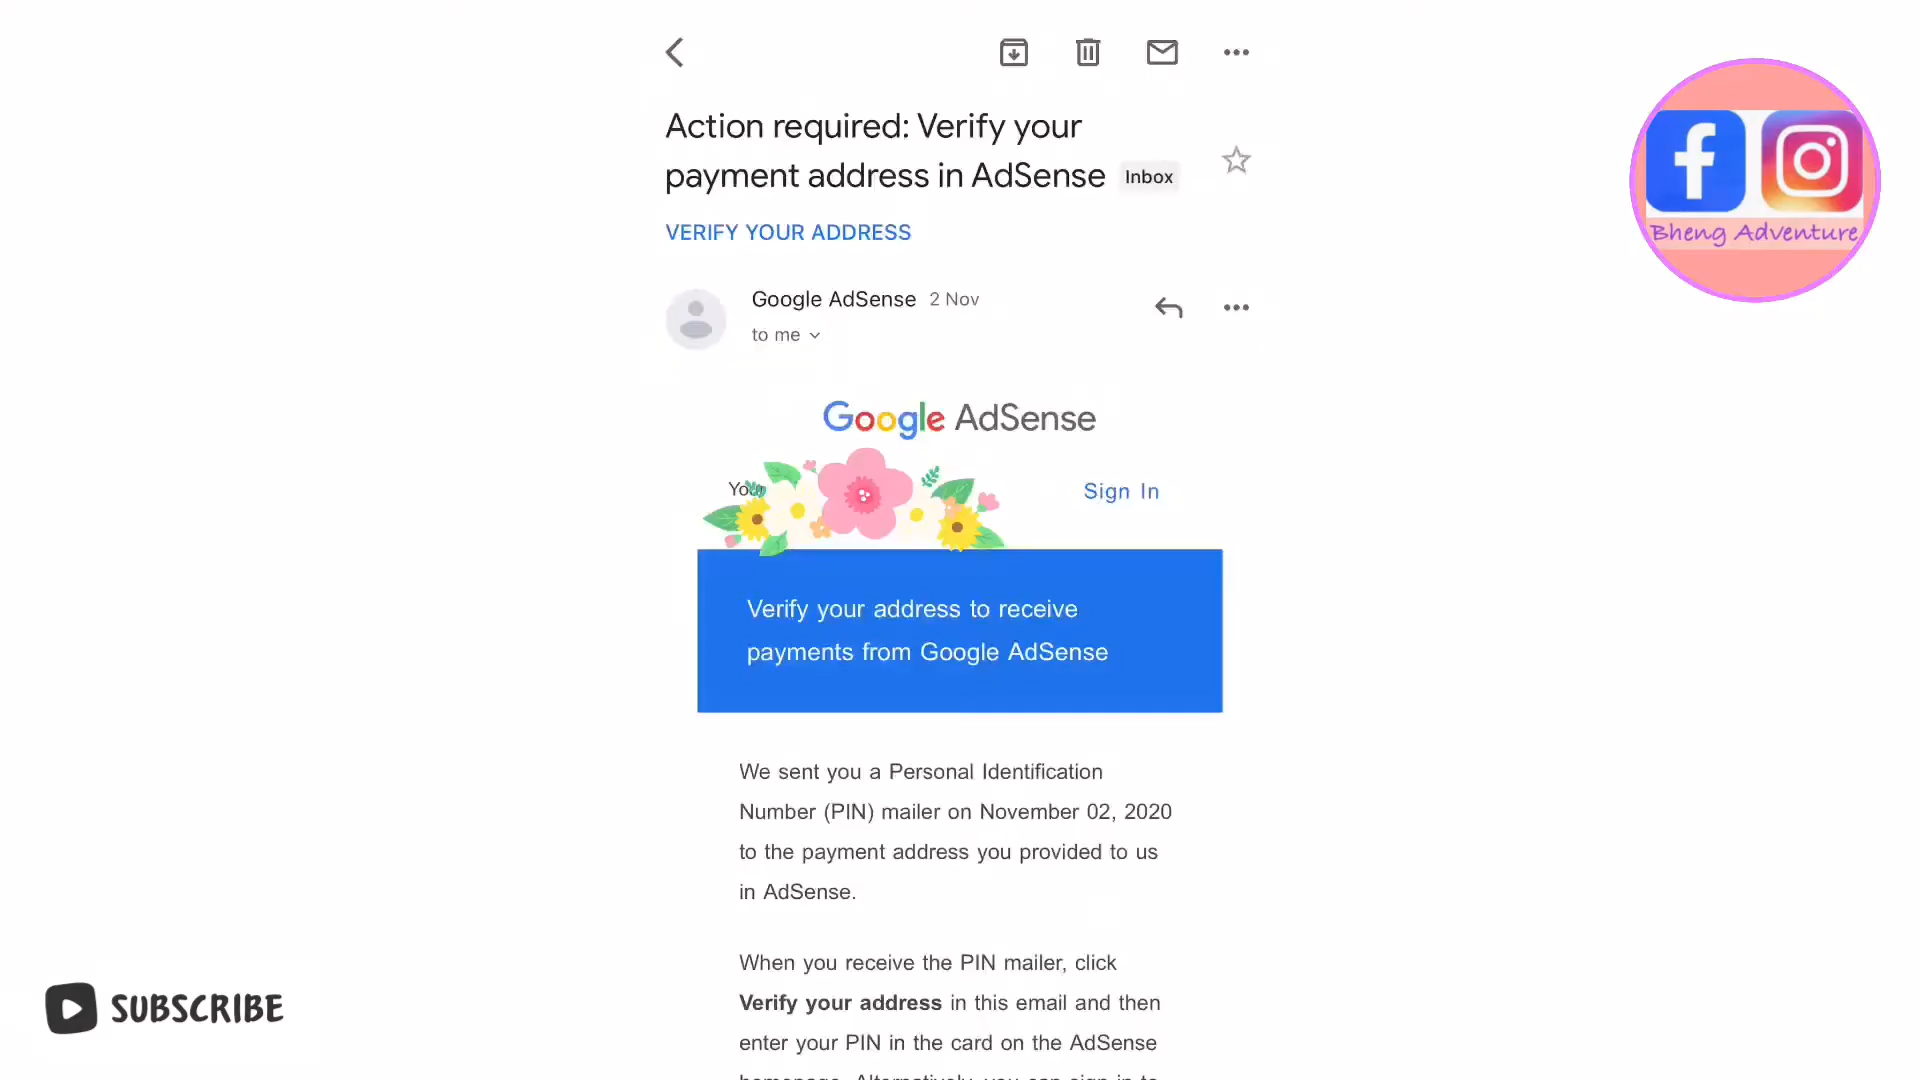 Action required: Verify your
payment address in AdSense Inbox
VERIFY YOUR ADDRESS
Google AdSense 2 Nov
to me
Google AdSense
Sign In
Verify your address to receive
payments from Google AdSense
We sent you a Personal Identification
Number (PIN) mailer on November 02, 2020
to the payment address you provided to us
in AdSense.
When you receive the PIN mailer, click
Verify your address in this email and then
enter your PIN in the card on the AdSense
Bheng Adventure
SUBSCRIBE